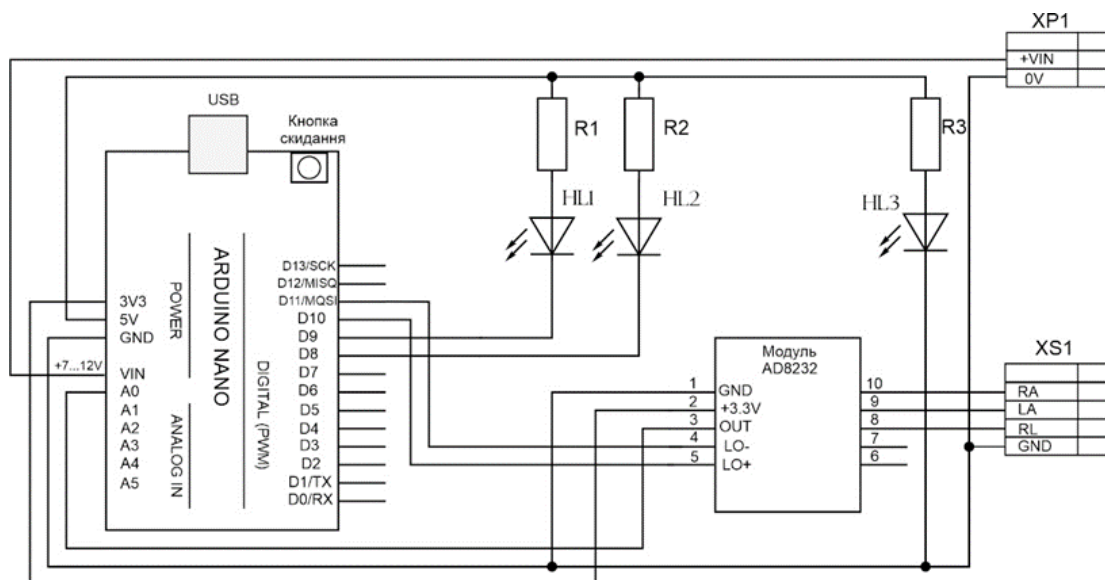 XP1
+VIN
0V
USB
Кнопка
скидання
R1
R2
R3
HL1
HL2
HL3
ARDUINO NANO
POWER
ANALOG IN
DIGITAL (PWM)
3V3
5V
GND
+7...12V
VIN
A0
A1
A2
A3
A4
A5
D13/SCK
D12/MISQ
D11/MQSI
D10
D9
D8
D7
D6
D5
D4
D3
D2
D1/TX
D0/RX
Модуль
AD8232
1 GND
2 +3.3V
3 OUT
4 LO-
5 LO+
10
9
8
7
6
XS1
RA
LA
RL
GND